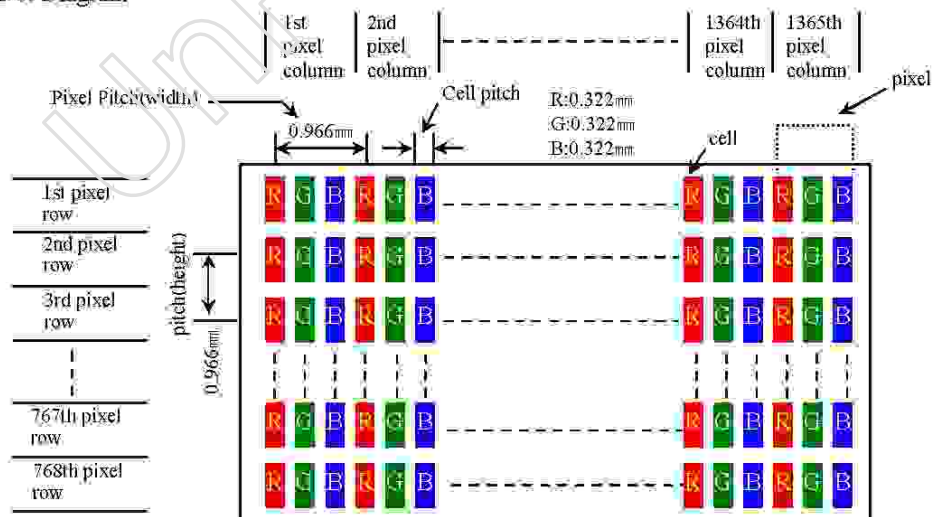 Diagram
1st
pixel
column
2nd
pixel
column
1364th
pixel
column
1365th
pixel
column
pixel
Pixel Pitch(width)
Cell pitch
R:0.322mm
G:0.322mm
B:0.322mm
0.966mm
cell
1st pixel
row
R G B R G B R G B R G B
2nd pixel
row
R G B R G B R G B R G B
pitch(height)
3rd pixel
row
R G B R G B R G B R G B
0.966mm
767th pixel
row
R G B R G B R G B R G B
768th pixel
row
R G B R G B R G B R G B